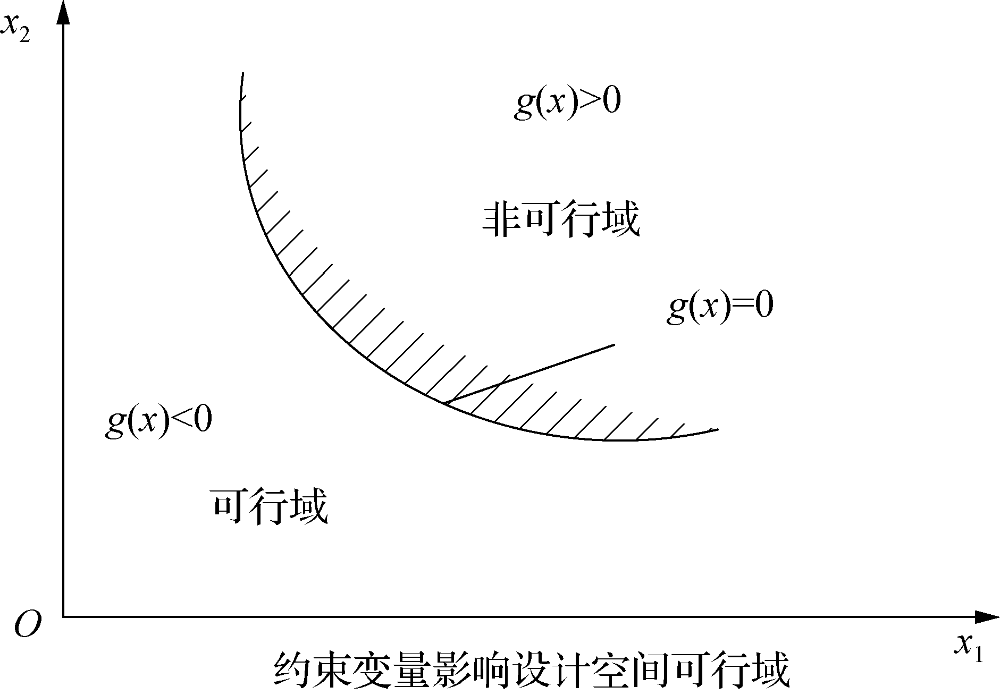 x₂
g(x)>0
非可行域
g(x)=0
g(x)<0
可行域
O
x₁
约束变量影响设计空间可行域